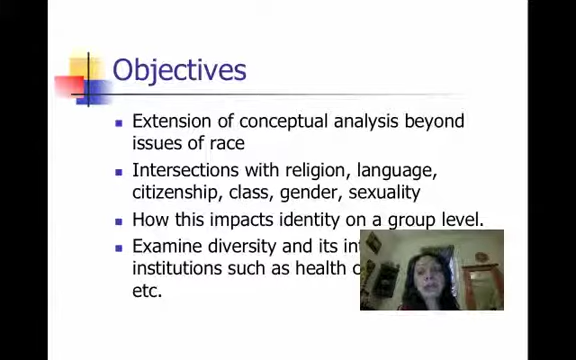 Objectives
Extension of conceptual analysis beyond
issues of race
Intersections with religion, language,
citizenship, class, gender, sexuality
How this impacts identity on a group level.
Examine diversity and its
institutions such as health
etc.